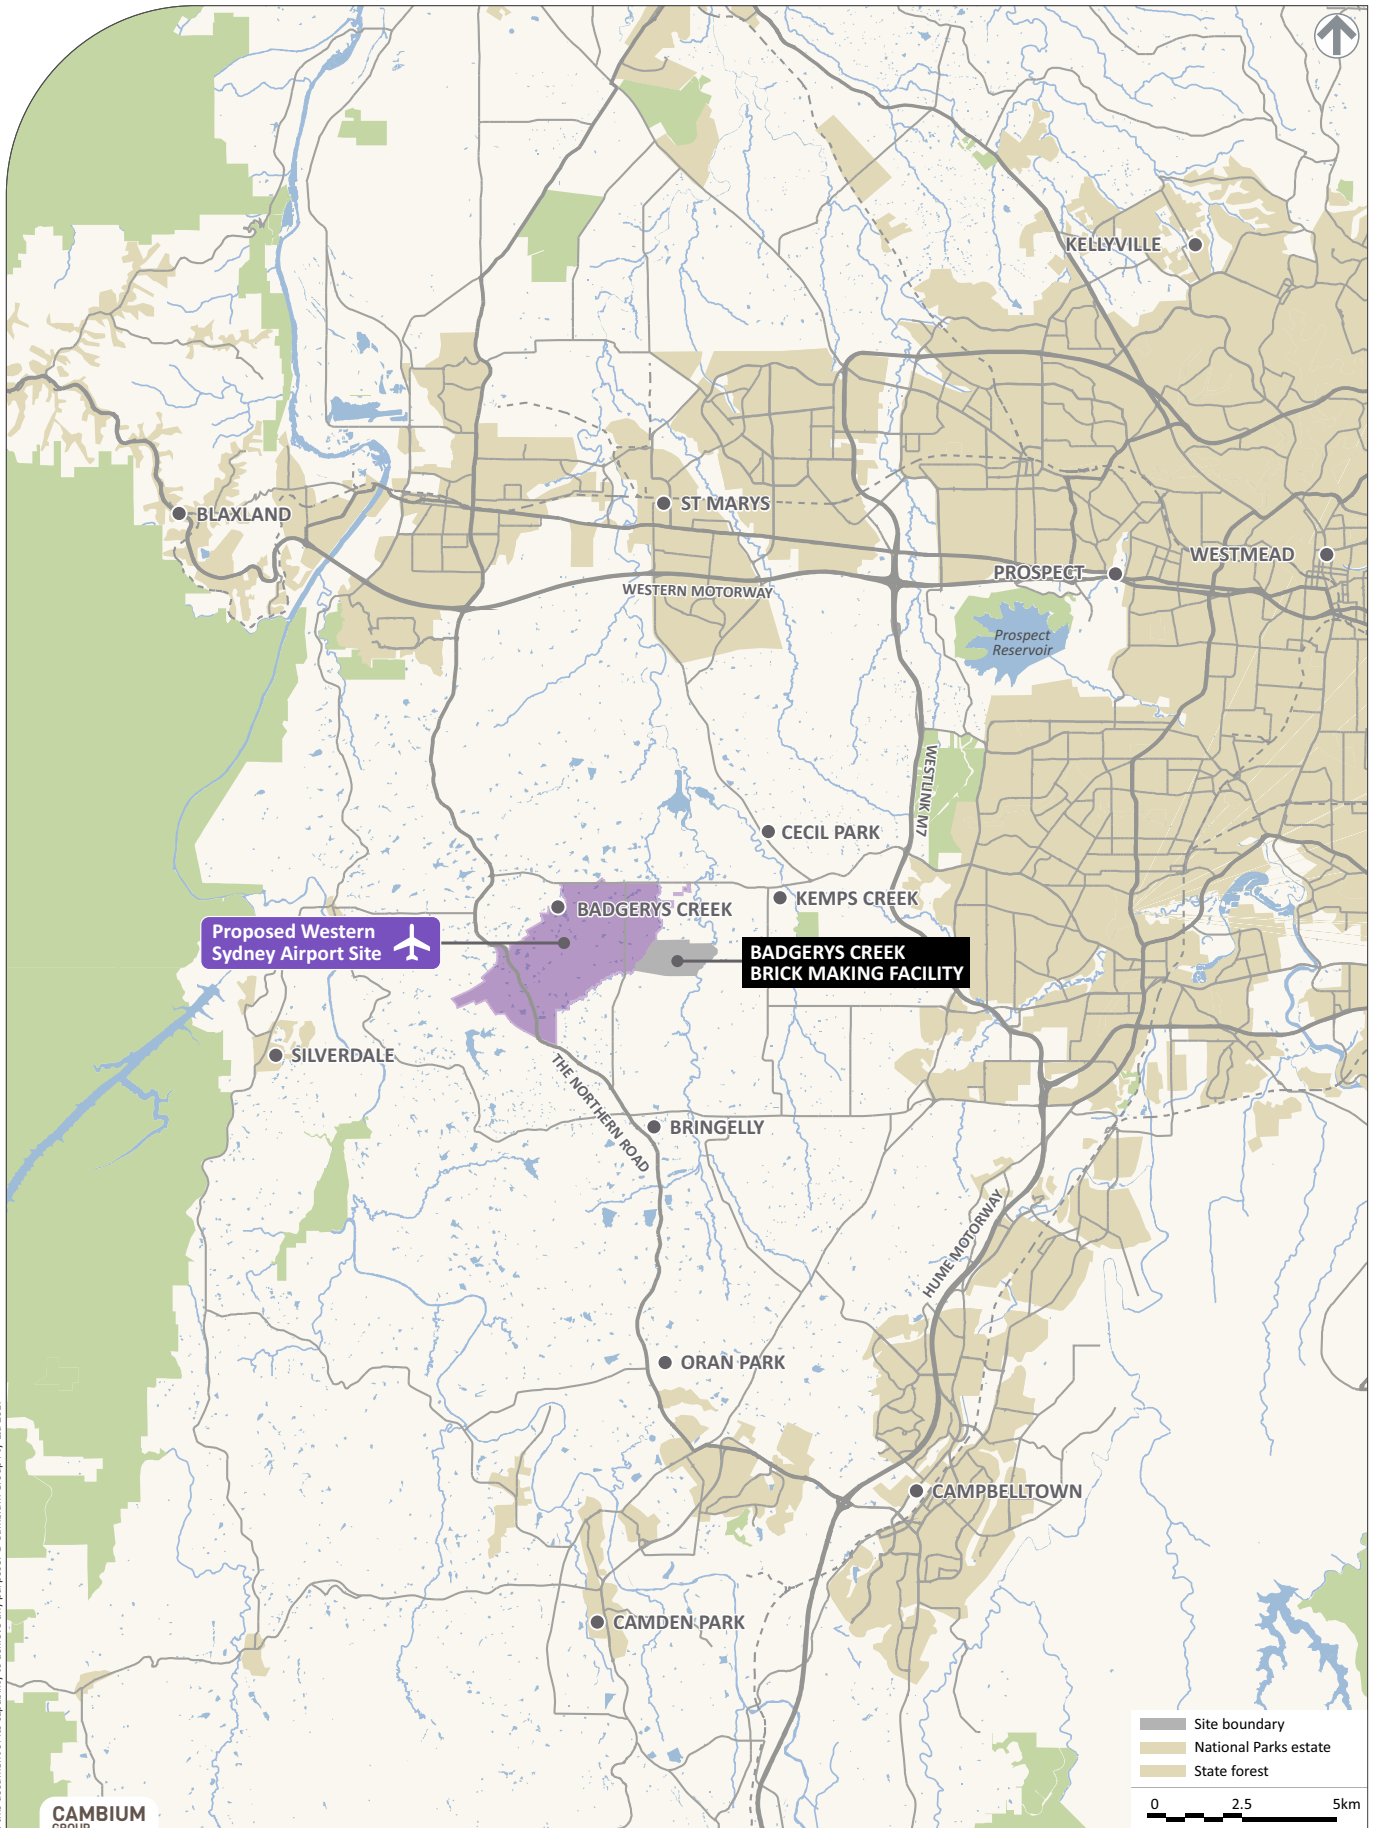 KELLYVILLE
ST MARYS
BLAXLAND
WESTMEAD
PROSPECT
WESTERN MOTORWAY
Prospect
Reservoir
WESTLINK M7
CECIL PARK
KEMPS CREEK
BADGERYS CREEK
Proposed Western
Sydney Airport Site
BADGERYS CREEK
BRICK MAKING FACILITY
SILVERDALE
THE NORTHERN ROAD
BRINGELLY
HUME MOTORWAY
ORAN PARK
CAMPBELLTOWN
CAMDEN PARK
Site boundary
National Parks estate
State forest
0 2.5 5km
CAMBIUM
GROUP